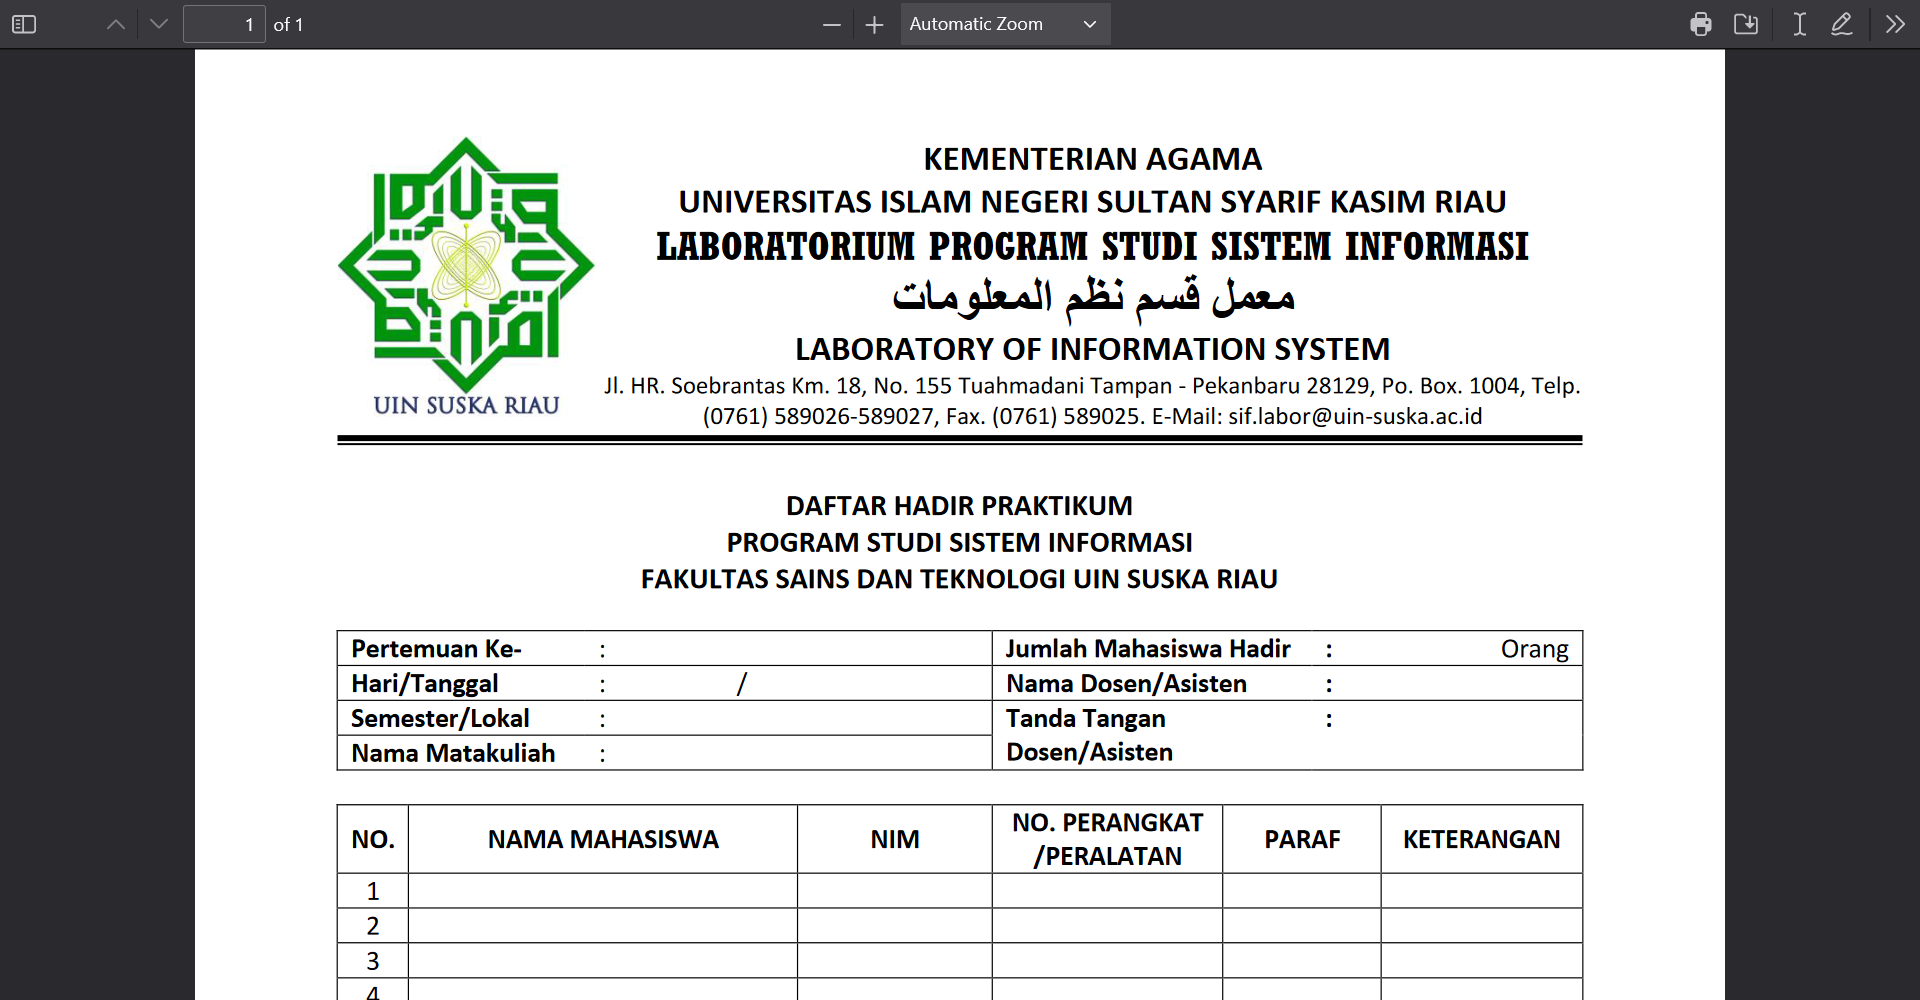 1 of 1 Automatic Zoom
KEMENTERIAN AGAMA
UNIVERSITAS ISLAM NEGERI SULTAN SYARIF KASIM RIAU
LABORATORIUM PROGRAM STUDI SISTEM INFORMASI
معمل قسم نظم المعلومات
LABORATORY OF INFORMATION SYSTEM
Jl. HR. Soebrantas Km. 18, No. 155 Tuahmadani Tampan - Pekanbaru 28129, Po. Box. 1004, Telp.
(0761) 589026-589027, Fax. (0761) 589025. E-Mail: sif.labor@uin-suska.ac.id
UIN SUSKA RIAU
DAFTAR HADIR PRAKTIKUM
PROGRAM STUDI SISTEM INFORMASI
FAKULTAS SAINS DAN TEKNOLOGI UIN SUSKA RIAU
Pertemuan Ke- : Jumlah Mahasiswa Hadir : Orang
Hari/Tanggal : / Nama Dosen/Asisten :
Semester/Lokal : Tanda Tangan :
Nama Matakuliah : Dosen/Asisten
NO. NAMA MAHASISWA NIM NO. PERANGKAT /PERALATAN PARAF KETERANGAN
1
2
3
4